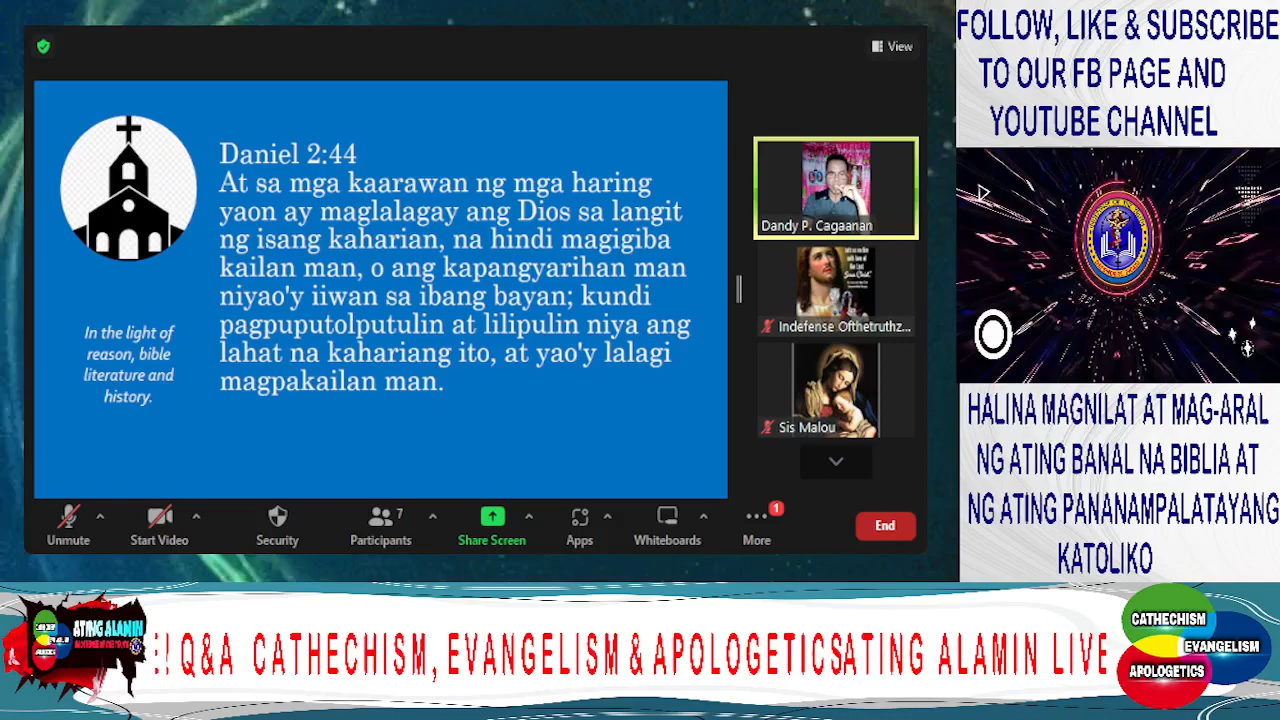 View
Daniel 2:44
At sa mga kaarawan ng mga haring
yaon ay maglalagay ang Dios sa langit
ng isang kaharian, na hindi magigiba
kailan man, o ang kapangyarihan man
niyao'y iiwan sa ibang bayan; kundi
pagpuputolputulin at lilipulin niya ang
lahat na kahariang ito, at yao'y lalagi
magpakailan man.
In the light of
reason, bible
literature and
history.
Dandy P. Cagaanan
Indefense Ofthetruthz...
Sis Malou
Unmute
Start Video
Security
7
Participants
Share Screen
Apps
Whiteboards
1
More
End
FOLLOW, LIKE & SUBSCRIBE
TO OUR FB PAGE AND
YOUTUBE CHANNEL
HALINA MAGNILAT AT MAG-ARAL
NG ATING BANAL NA BIBLIA AT
NG ATING PANANAMPALATAYANG
KATOLIKO
ATING ALAMIN
E! Q&A CATHECHISM, EVANGELISM & APOLOGETICSATING ALAMIN LIVE
CATHECHISM
EVANGELISM
APOLOGETICS